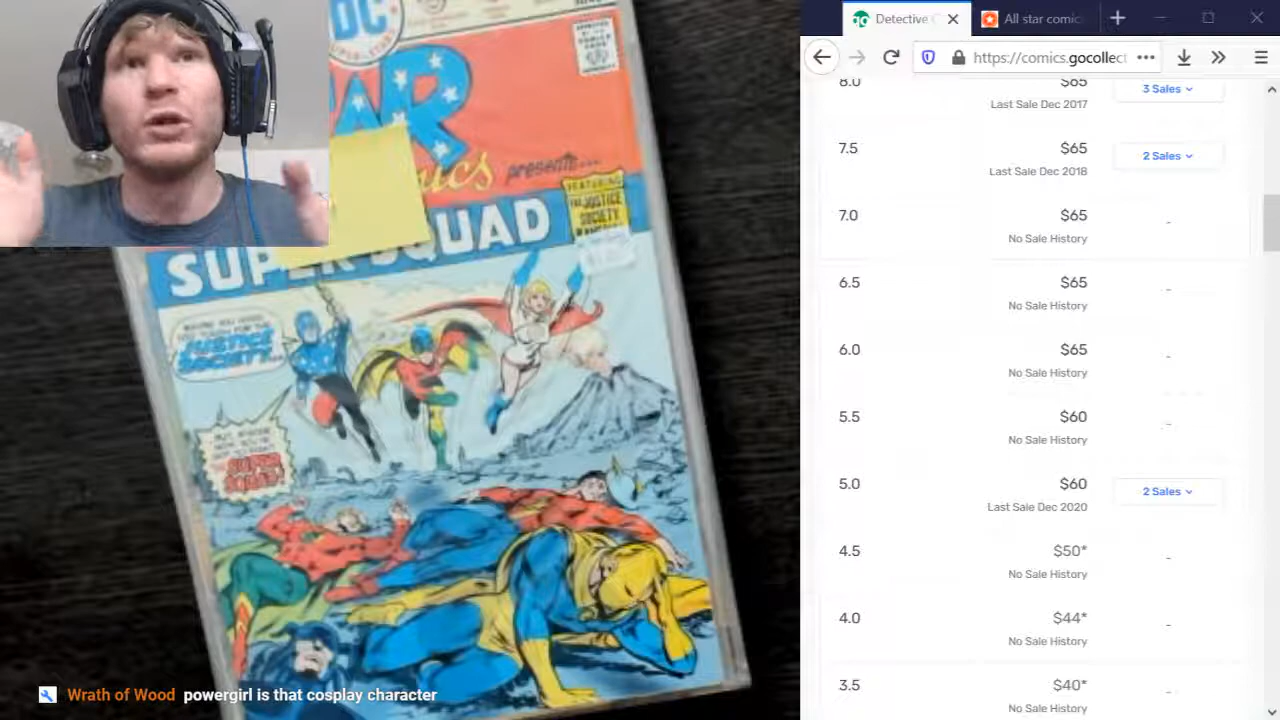 DC
Detective
All star comic
https://comics.gocollect
8.0 $65
Last Sale Dec 2017
3 Sales
7.5 $65
Last Sale Dec 2018
2 Sales
7.0 $65
No Sale History
-
6.5 $65
No Sale History
-
6.0 $65
No Sale History
-
5.5 $60
No Sale History
-
5.0 $60
Last Sale Dec 2020
2 Sales
4.5 $50*
No Sale History
-
4.0 $44*
No Sale History
-
3.5 $40*
No Sale History
-
presents...
FEATURING
THE JUSTICE
SOCIETY
SUPER SQUAD
JUSTICE
SOCIETY...
SUPER
SQUAD!
Wrath of Wood powergirl is that cosplay character